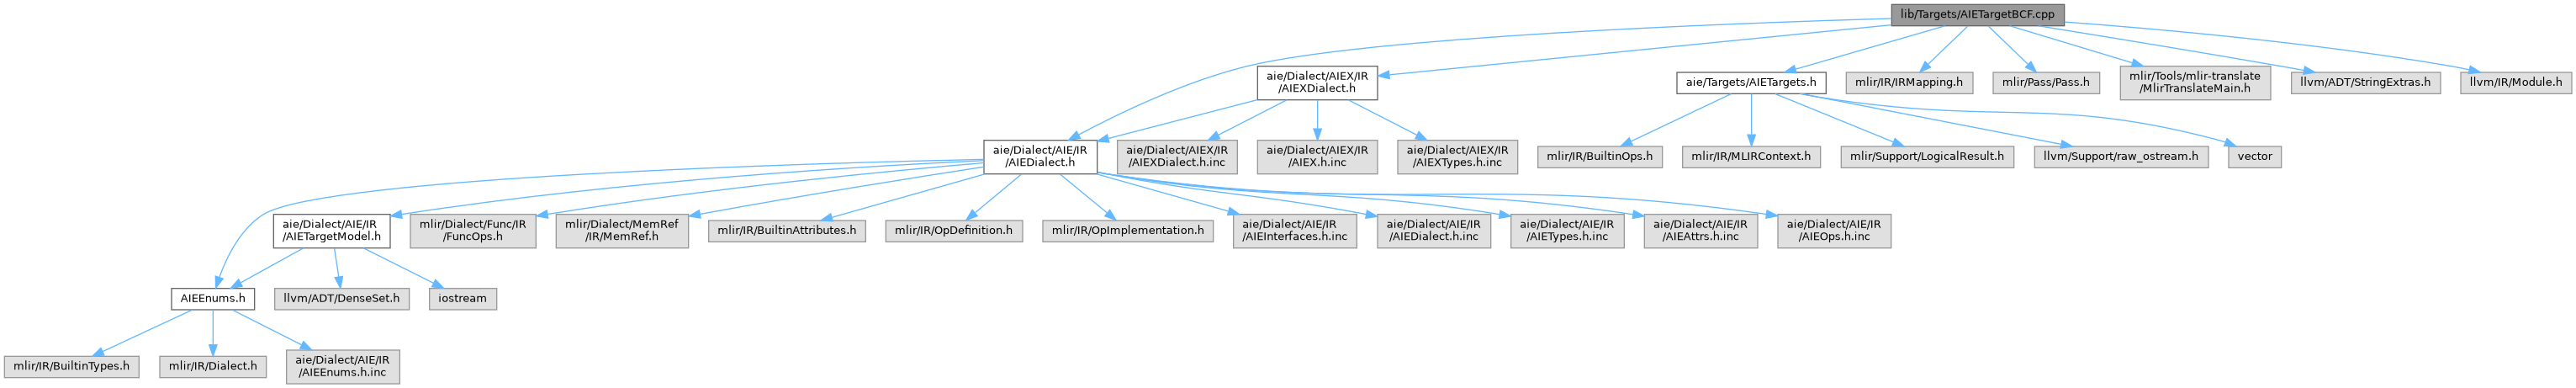 lib/Targets/AIETargetBCF.cpp
aie/Dialect/AIEX/IR
/AIEXDialect.h
aie/Targets/AIETargets.h
mlir/IR/IRMapping.h
mlir/Pass/Pass.h
mlir/Tools/mlir-translate
/MlirTranslateMain.h
llvm/ADT/StringExtras.h
llvm/IR/Module.h
aie/Dialect/AIE/IR
/AIEDialect.h
aie/Dialect/AIEX/IR
/AIEXDialect.h.inc
aie/Dialect/AIEX/IR
/AIEX.h.inc
aie/Dialect/AIEX/IR
/AIEXTypes.h.inc
mlir/IR/BuiltinOps.h
mlir/IR/MLIRContext.h
mlir/Support/LogicalResult.h
llvm/Support/raw_ostream.h
vector
aie/Dialect/AIE/IR
/AIETargetModel.h
mlir/Dialect/Func/IR
/FuncOps.h
mlir/Dialect/MemRef
/IR/MemRef.h
mlir/IR/BuiltinAttributes.h
mlir/IR/OpDefinition.h
mlir/IR/OpImplementation.h
aie/Dialect/AIE/IR
/AIEInterfaces.h.inc
aie/Dialect/AIE/IR
/AIEDialect.h.inc
aie/Dialect/AIE/IR
/AIETypes.h.inc
aie/Dialect/AIE/IR
/AIEAttrs.h.inc
aie/Dialect/AIE/IR
/AIEOps.h.inc
AIEEnums.h
llvm/ADT/DenseSet.h
iostream
mlir/IR/BuiltinTypes.h
mlir/IR/Dialect.h
aie/Dialect/AIE/IR
/AIEEnums.h.inc